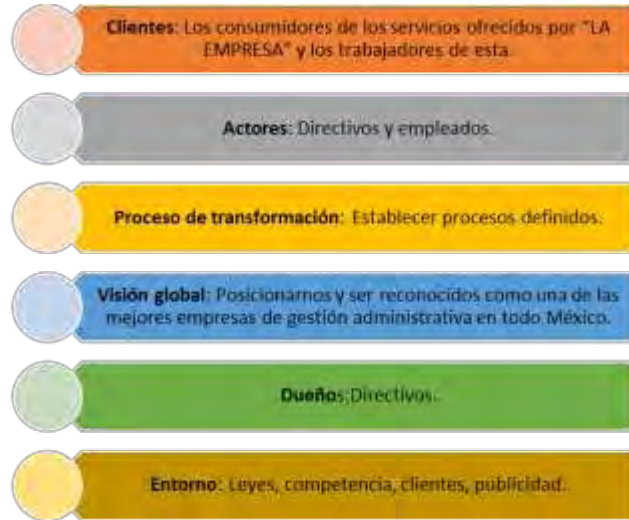 Clientes: Los consumidores de los servicios ofrecidos por "LA
EMPRESA" y los trabajadores de esta.
Actores: Directivos y empleados.
Proceso de transformación: Establecer procesos definidos.
Visión global: Posicionarnos y ser reconocidos como una de las
mejores empresas de gestión administrativa en todo México.
Dueños:Directivos.
Entorno: Leyes, competencia, clientes, publicidad.